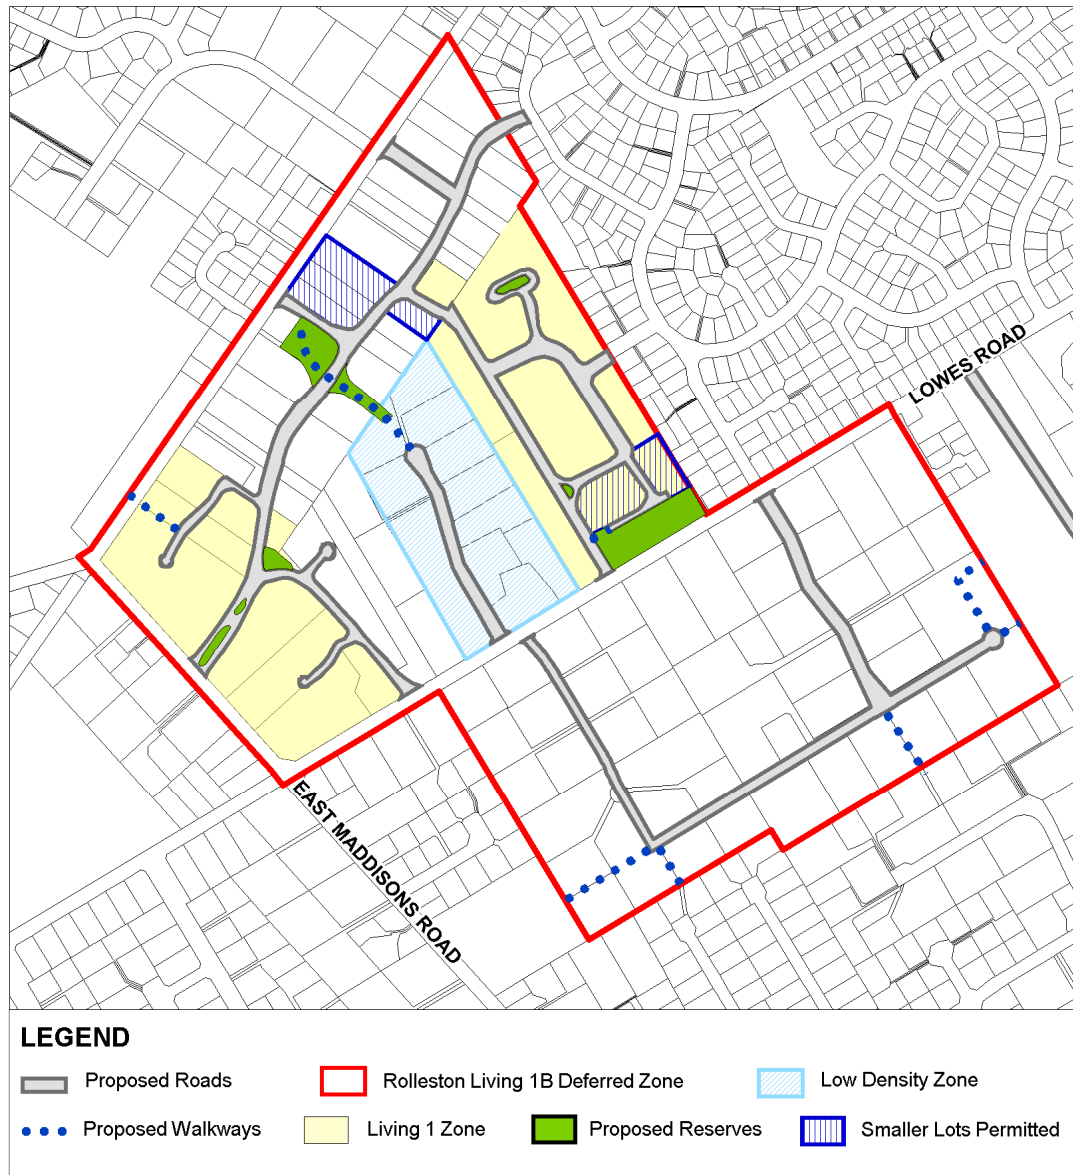 LOWES ROAD
EAST MADDISONS ROAD
LEGEND
Proposed Roads
Rolleston Living 1B Deferred Zone
Low Density Zone
Proposed Walkways
Living 1 Zone
Proposed Reserves
Smaller Lots Permitted